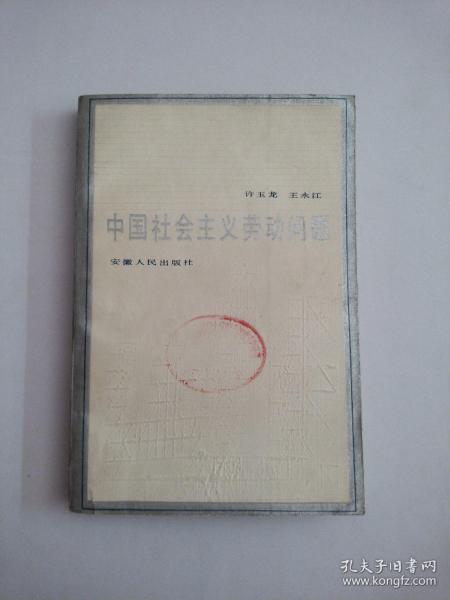 许玉龙 王永江
中国社会主义劳动问题
安徽人民出版社
孔夫子旧书网
www.kongfz.com